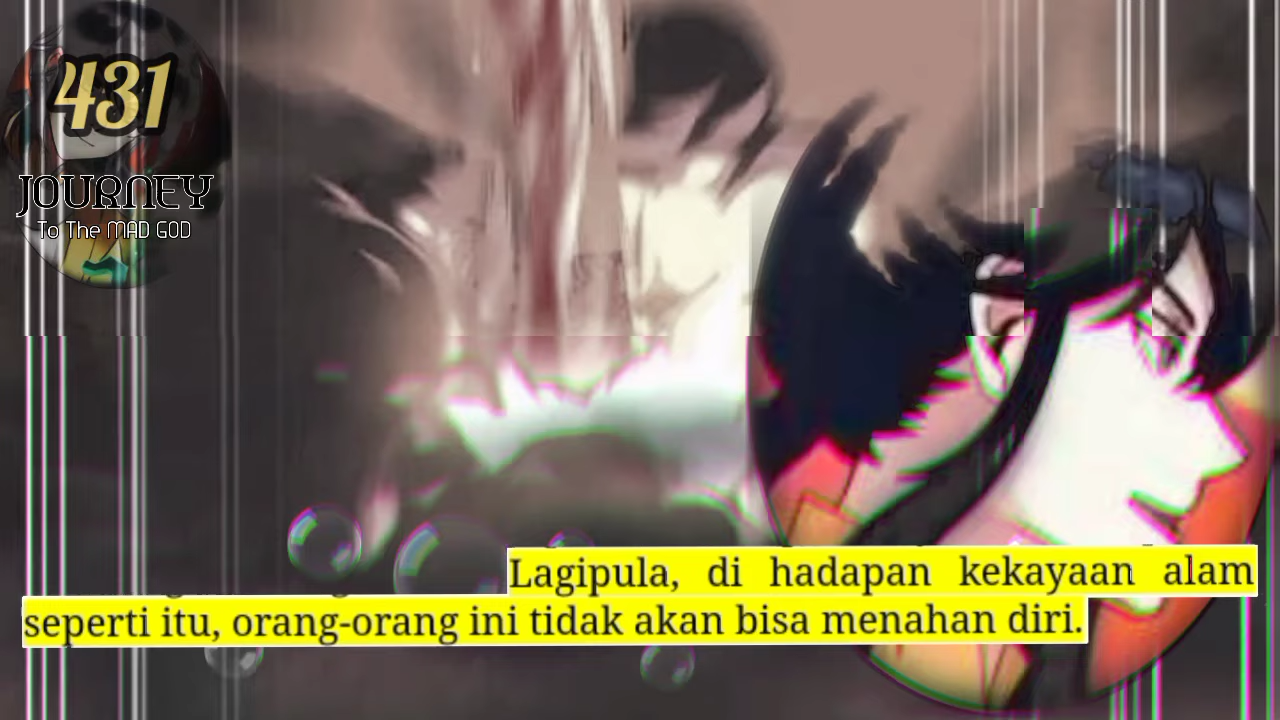 431
JOURNEY
To The MAD GOD
Lagipula, di hadapan kekayaan alam
seperti itu, orang-orang ini tidak akan bisa menahan diri.